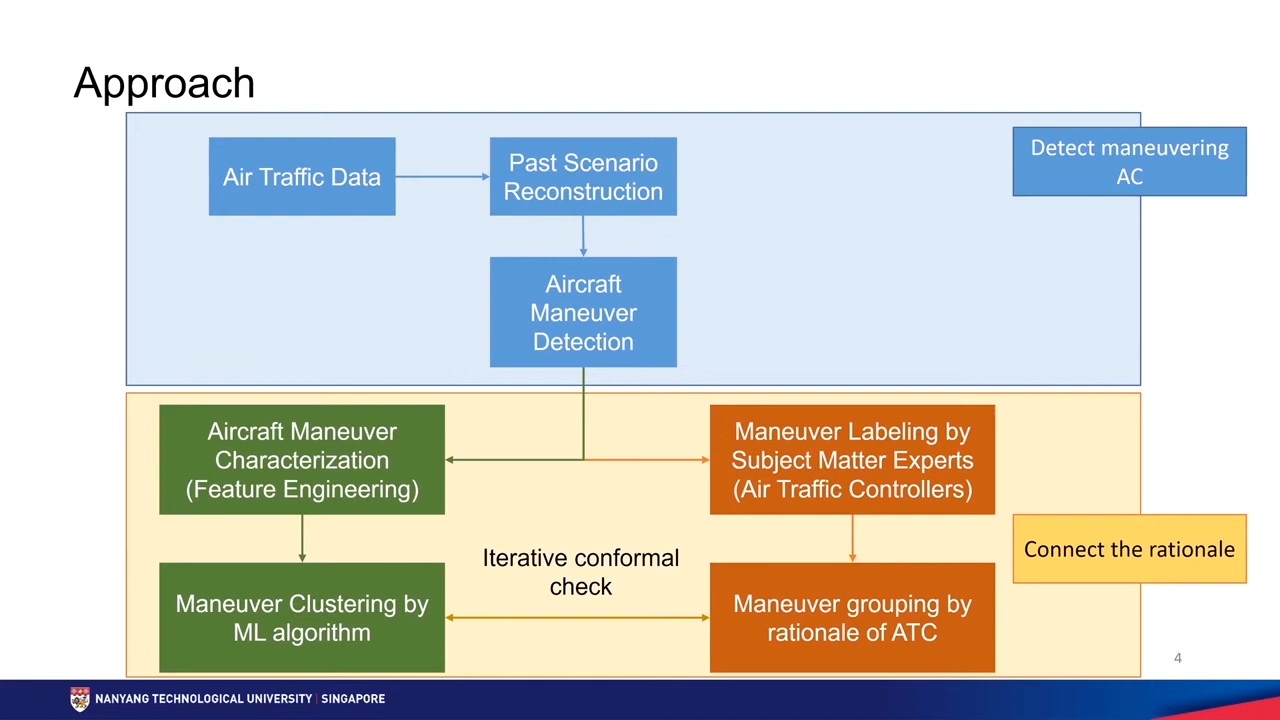 Approach
Air Traffic Data
Past Scenario
Reconstruction
Detect maneuvering
AC
Aircraft
Maneuver
Detection
Aircraft Maneuver
Characterization
(Feature Engineering)
Maneuver Labeling by
Subject Matter Experts
(Air Traffic Controllers)
Iterative conformal
check
Connect the rationale
Maneuver Clustering by
ML algorithm
Maneuver grouping by
rationale of ATC
4
NANYANG TECHNOLOGICAL UNIVERSITY | SINGAPORE